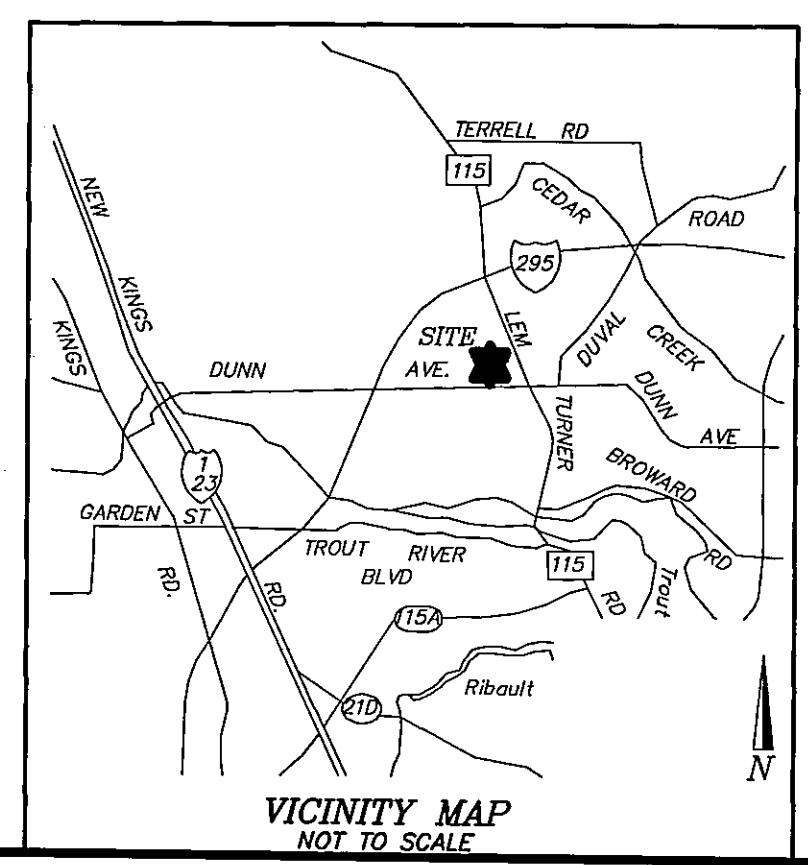 TERRELL RD
115
CEDAR
ROAD
NEW
295
KINGS
LEM
DUVAL
CREEK
KINGS
SITE
DUNN
AVE.
DUNN
AVE
TURNER
BROWARD
1
23
GARDEN ST
TROUT RIVER
BLVD
115
RD
RD.
RD.
RD
Trout
115A
Ribault
21D
N
VICINITY MAP
NOT TO SCALE